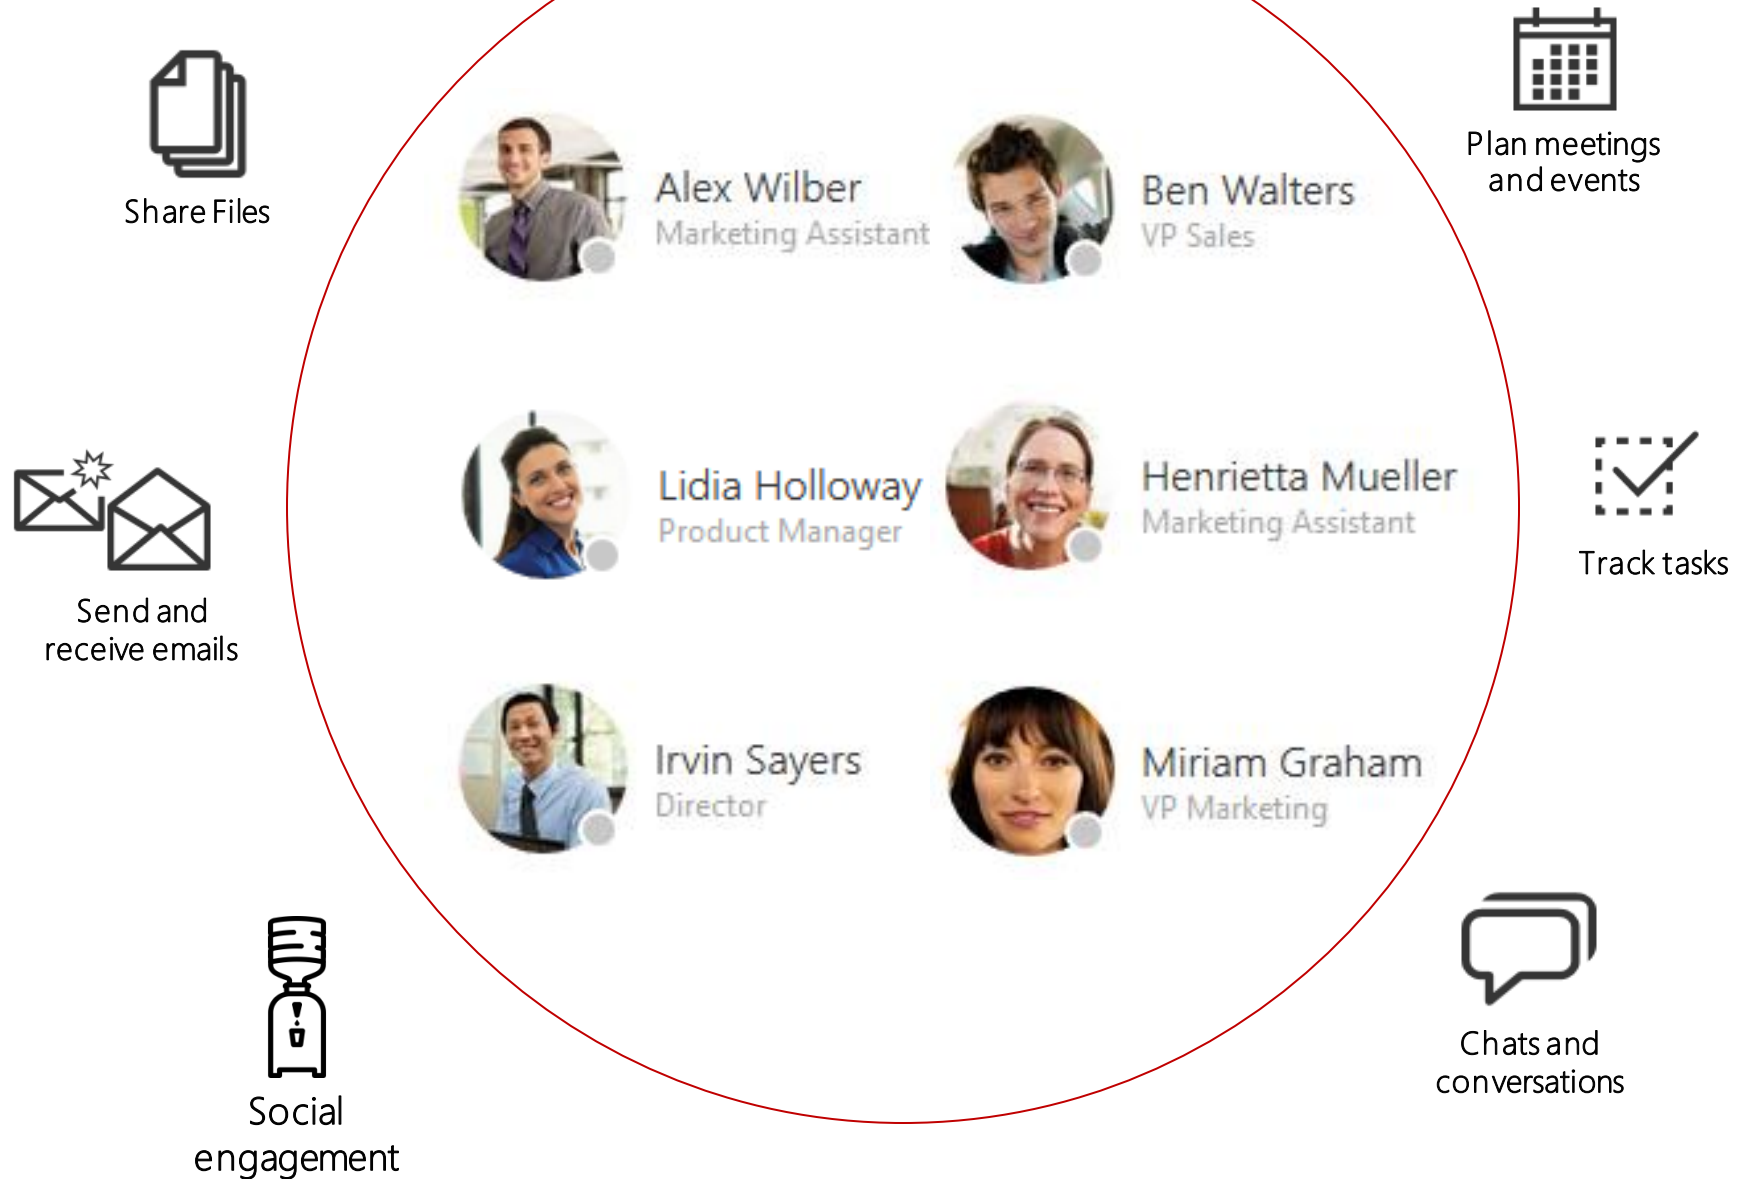 Share Files
Plan meetings
and events
Alex Wilber
Marketing Assistant
Ben Walters
VP Sales
Send and
receive emails
Lidia Holloway
Product Manager
Henrietta Mueller
Marketing Assistant
Track tasks
Irvin Sayers
Director
Miriam Graham
VP Marketing
Social
engagement
Chats and
conversations